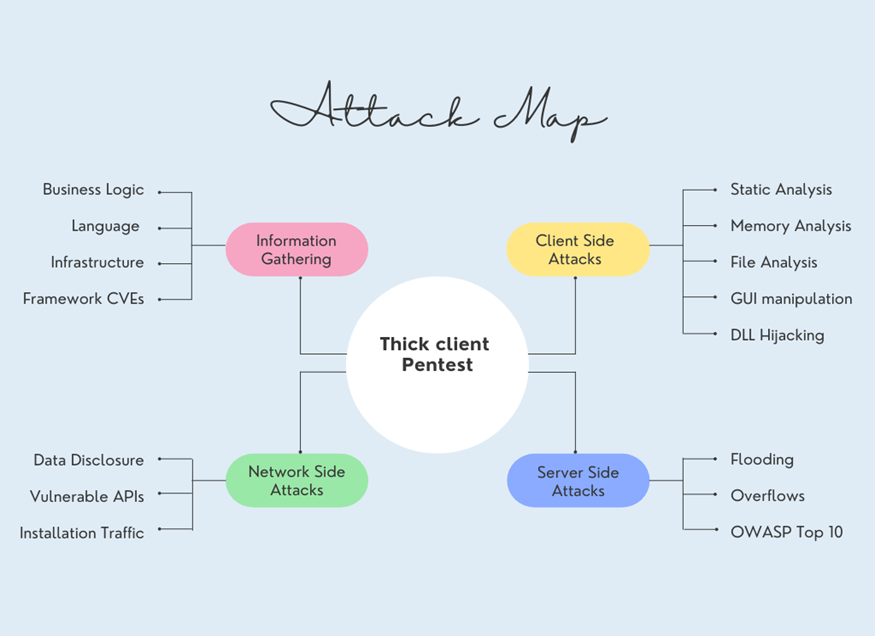 Attack Map
Business Logic
Language
Infrastructure
Framework CVEs
Information
Gathering
Client Side
Attacks
Static Analysis
Memory Analysis
File Analysis
GUI manipulation
DLL Hijacking
Thick client
Pentest
Data Disclosure
Vulnerable APIs
Installation Traffic
Network Side
Attacks
Server Side
Attacks
Flooding
Overflows
OWASP Top 10